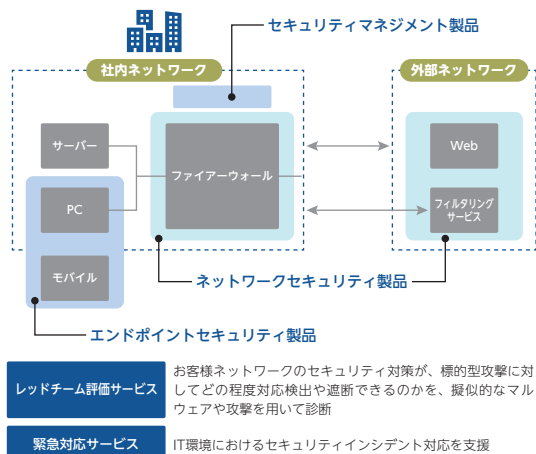 セキュリティマネジメント製品
社内ネットワーク
外部ネットワーク
サーバー
ファイアーウォール
Web
PC
フィルタリング
サービス
モバイル
ネットワークセキュリティ製品
エンドポイントセキュリティ製品
レッドチーム評価サービス
お客様ネットワークのセキュリティ対策が、標的型攻撃に対
してどの程度対応検出や遮断できるのかを、擬似的なマル
ウェアや攻撃を用いて診断
緊急対応サービス
IT環境におけるセキュリティインシデント対応を支援